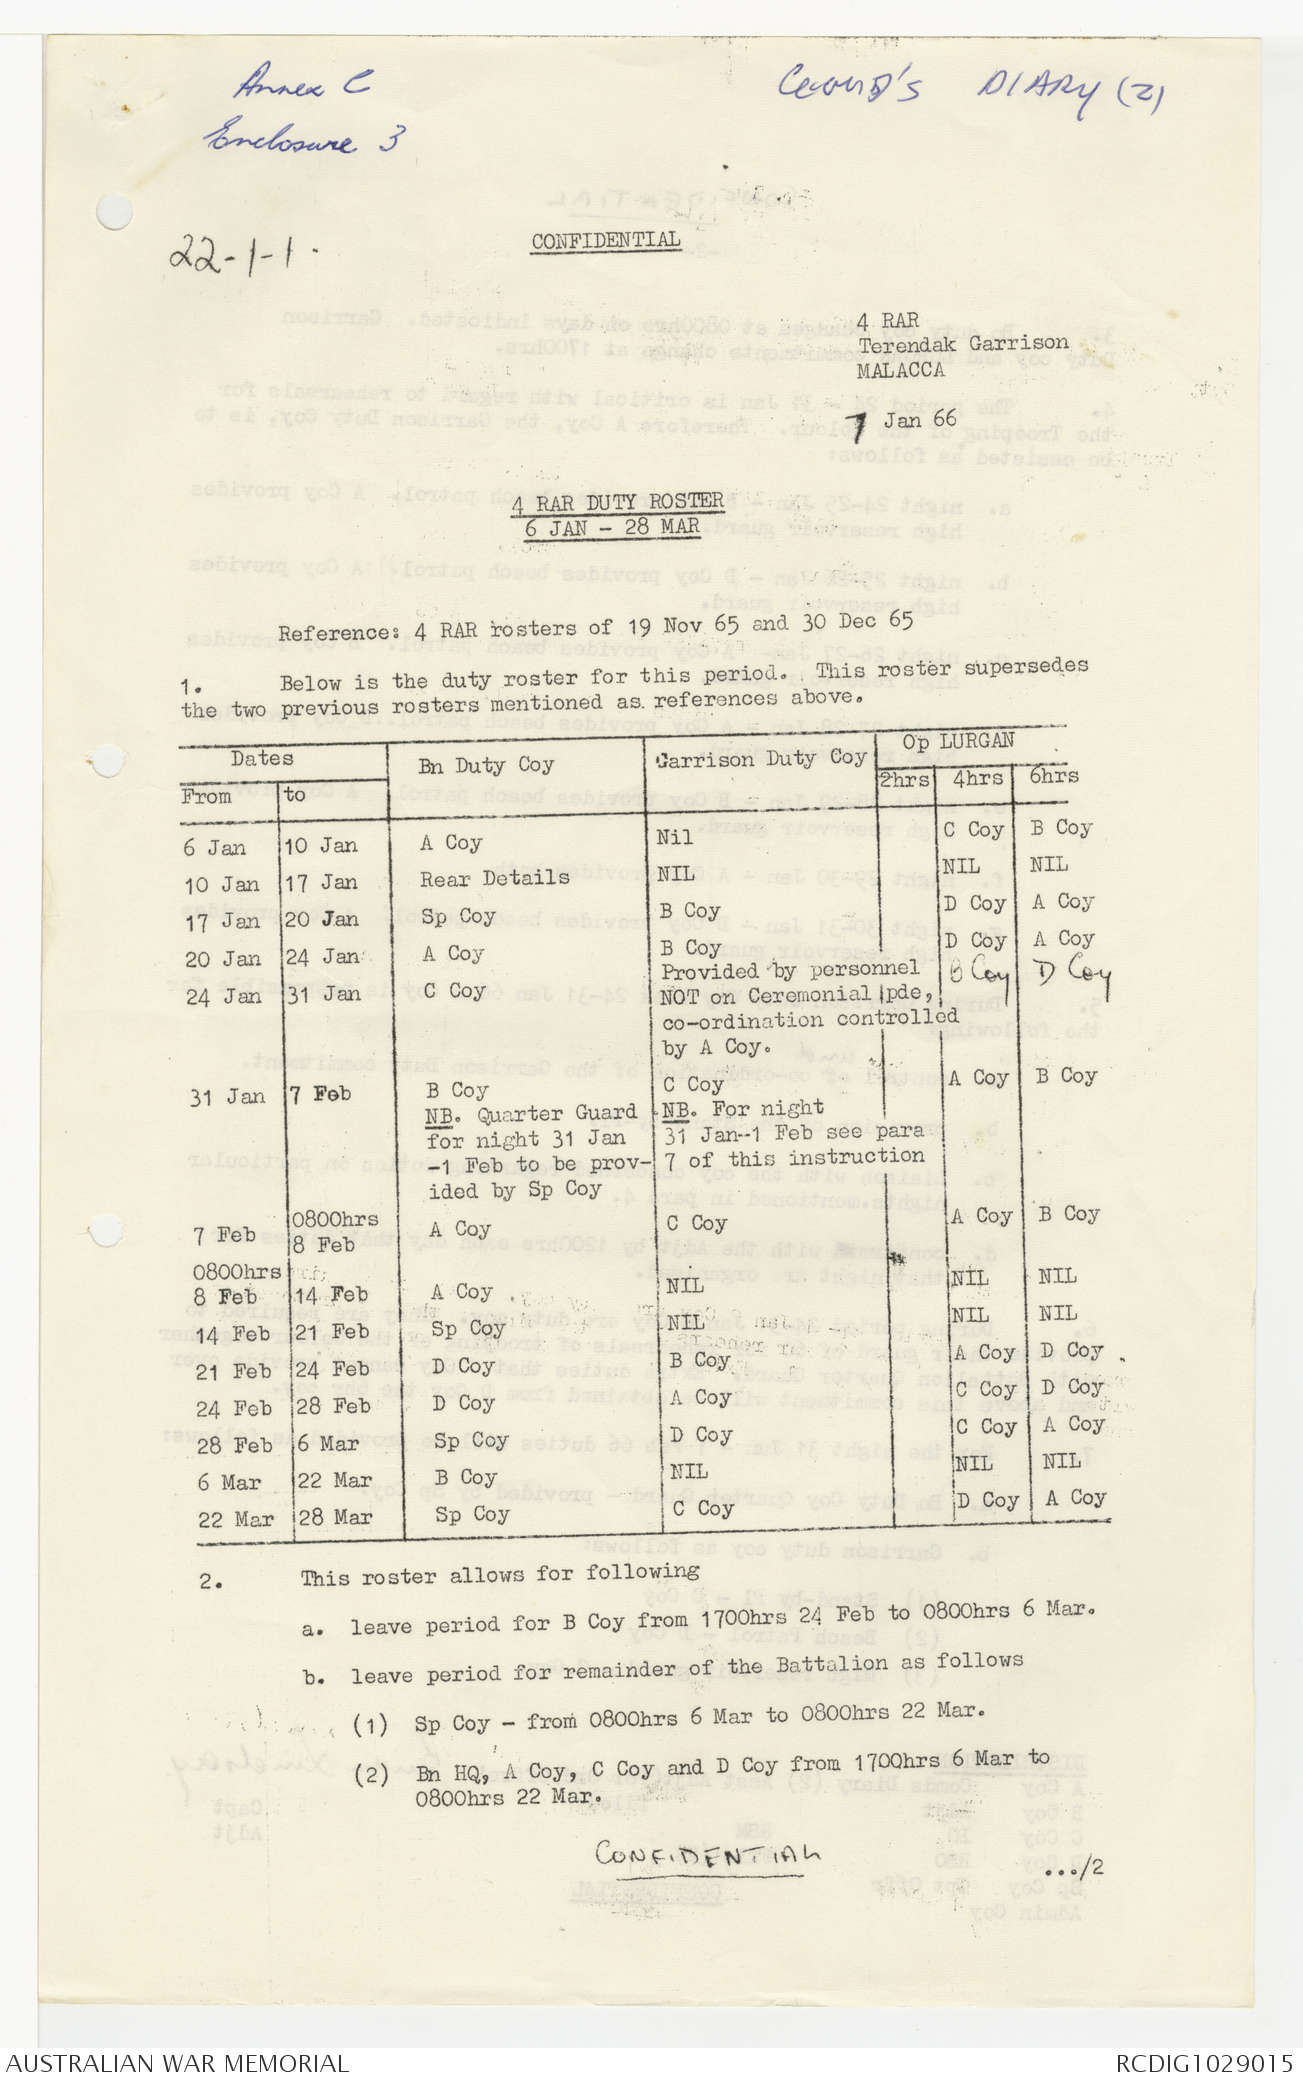 Annex C
Enclosure 3
Comd's DIARY (2)
22-1-1.
CONFIDENTIAL
4 RAR
Terendak Garrison
MALACCA
7 Jan 66
4 RAR DUTY ROSTER
6 JAN - 28 MAR
Reference: 4 RAR rosters of 19 Nov 65 and 30 Dec 65
1. Below is the duty roster for this period. This roster supersedes
the two previous rosters mentioned as references above.
Dates Bn Duty Coy Garrison Duty Coy Op LURGAN
From to 2hrs 4hrs 6hrs
6 Jan 10 Jan A Coy Nil C Coy B Coy
10 Jan 17 Jan Rear Details NIL NIL NIL
17 Jan 20 Jan Sp Coy B Coy D Coy A Coy
20 Jan 24 Jan A Coy B Coy D Coy A Coy
24 Jan 31 Jan C Coy Provided by personnel B Coy D Coy
NOT on Ceremonial pde,
co-ordination controlled
by A Coy.
31 Jan 7 Feb B Coy C Coy A Coy B Coy
NB. Quarter Guard NB. For night
for night 31 Jan 31 Jan--1 Feb see para
-1 Feb to be prov- 7 of this instruction
ided by Sp Coy
7 Feb 0800hrs A Coy C Coy A Coy B Coy
8 Feb
0800hrs
8 Feb 14 Feb A Coy NIL NIL NIL
14 Feb 21 Feb Sp Coy NIL NIL NIL
21 Feb 24 Feb D Coy B Coy A Coy D Coy
24 Feb 28 Feb D Coy A Coy C Coy D Coy
28 Feb 6 Mar Sp Coy D Coy C Coy A Coy
6 Mar 22 Mar B Coy NIL NIL NIL
22 Mar 28 Mar Sp Coy C Coy D Coy A Coy
2. This roster allows for following
a. leave period for B Coy from 1700hrs 24 Feb to 0800hrs 6 Mar.
b. leave period for remainder of the Battalion as follows
(1) Sp Coy - from 0800hrs 6 Mar to 0800hrs 22 Mar.
(2) Bn HQ, A Coy, C Coy and D Coy from 1700hrs 6 Mar to
0800hrs 22 Mar.
CONFIDENTIAL
.../2
AUSTRALIAN WAR MEMORIAL
RCDIG1029015